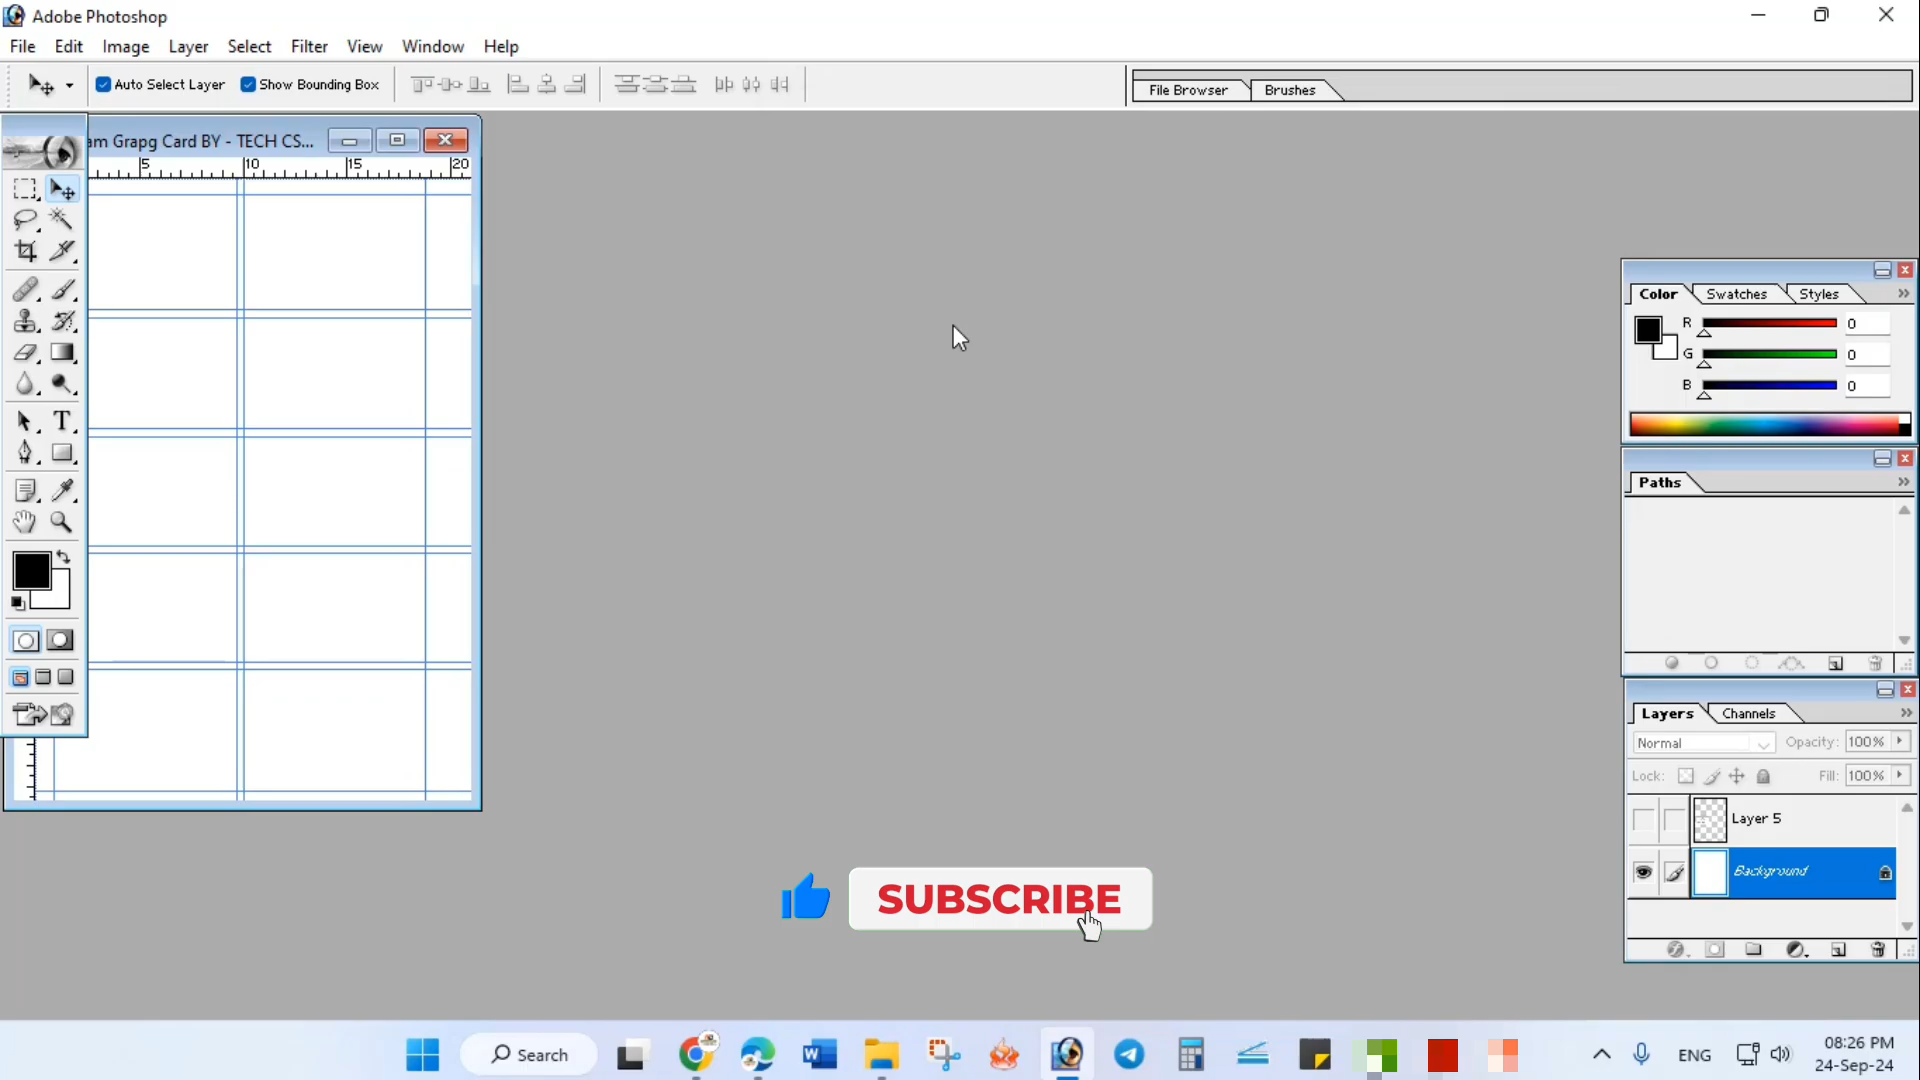 Adobe Photoshop
File Edit Image Layer Select Filter View Window Help
Auto Select Layer Show Bounding Box
File Browser Brushes
am Grapg Card BY - TECH CS...
5 10 15 20
Color Swatches Styles
R 0
G 0
B 0
Paths
Layers Channels
Normal Opacity: 100%
Lock: Fill: 100%
Layer 5
Background
T
SUBSCRIBE
Search
ENG
08:26 PM
24-Sep-24